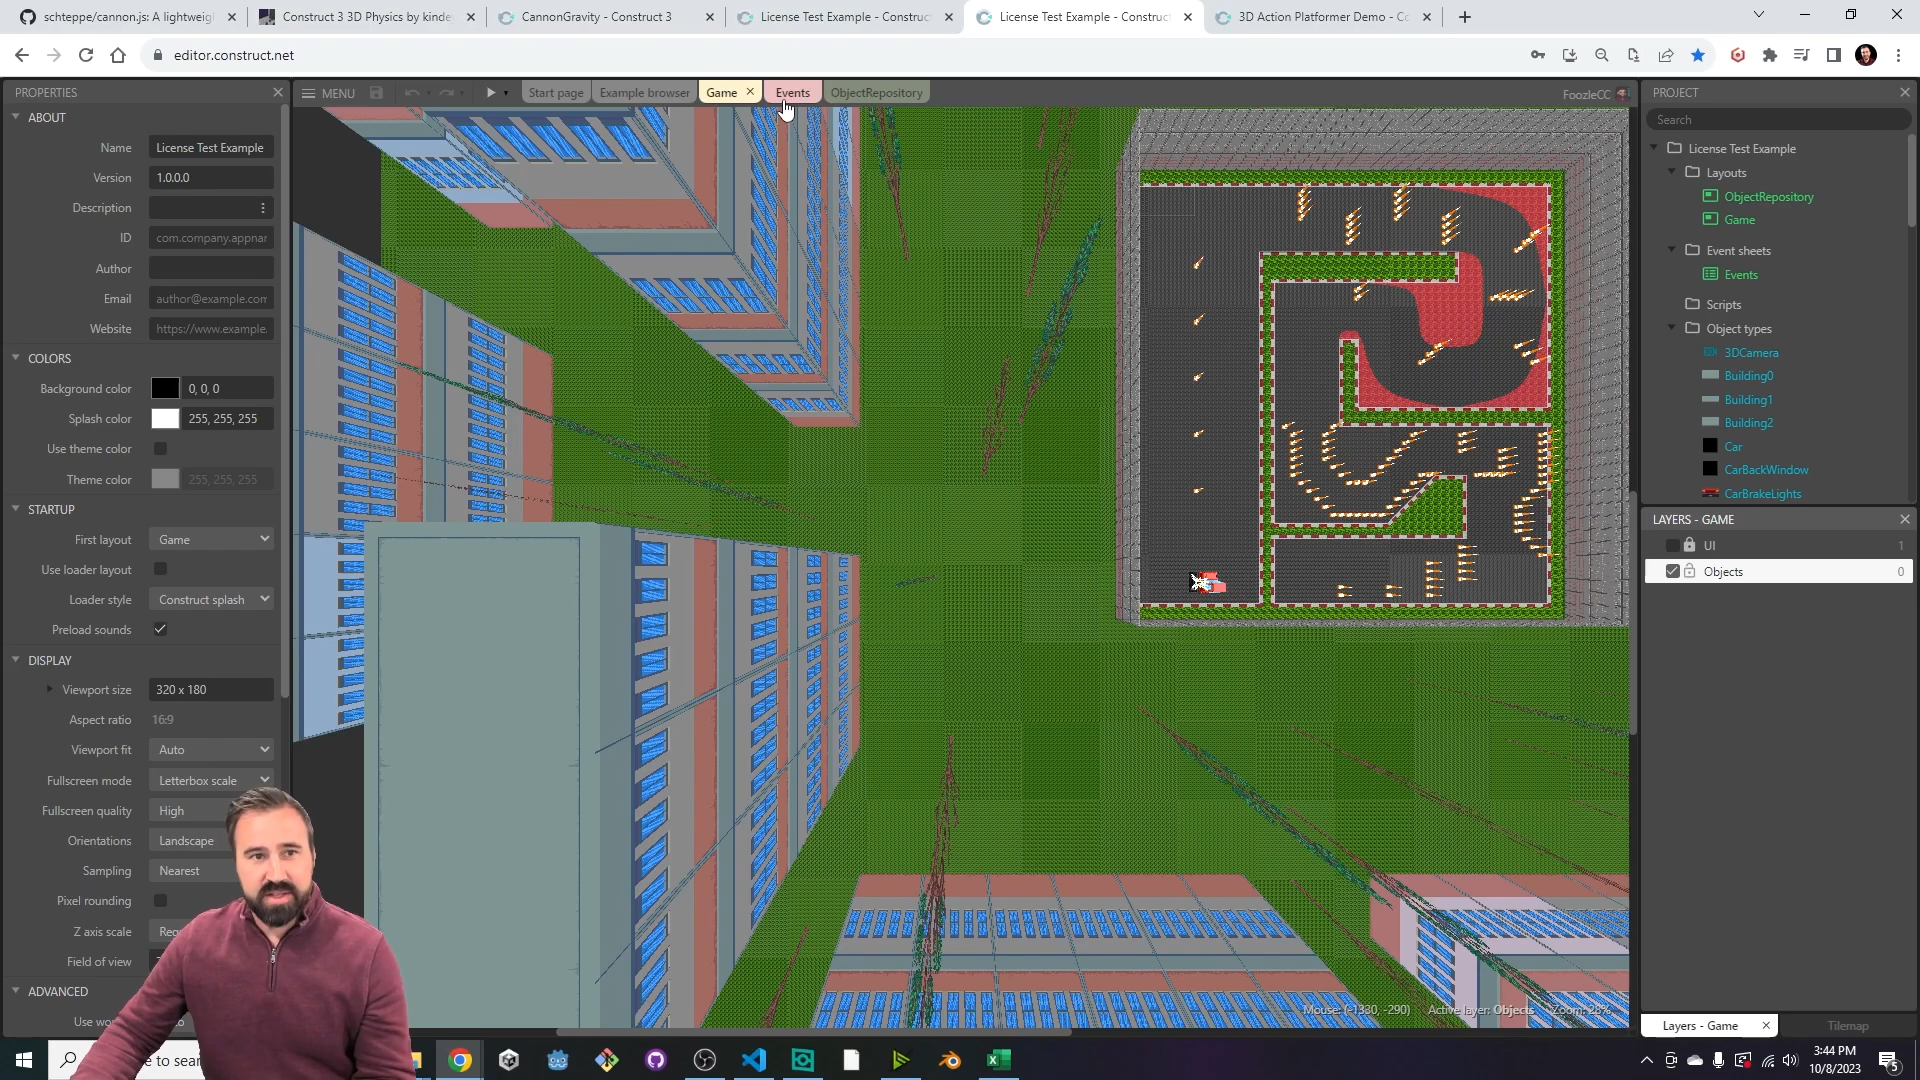 schteppe/cannon.js: A lightweigh
Construct 3 3D Physics by kinde
CannonGravity - Construct 3
License Test Example - Construc
License Test Example - Construc
3D Action Platformer Demo - Co
editor.construct.net
PROPERTIES
MENU
Start page
Example browser
Game
Events
ObjectRepository
FoozleCC
PROJECT
ABOUT
Name
License Test Example
Version
1.0.0.0
Description
ID
com.company.appnar
Author
Email
author@example.com
Website
https://www.example.
COLORS
Background color
0, 0, 0
Splash color
255, 255, 255
Use theme color
Theme color
255, 255, 255
STARTUP
First layout
Game
Use loader layout
Loader style
Construct splash
Preload sounds
DISPLAY
Viewport size
320 x 180
Aspect ratio
16:9
Viewport fit
Auto
Fullscreen mode
Letterbox scale
Fullscreen quality
High
Orientations
Landscape
Sampling
Nearest
Pixel rounding
Z axis scale
Field of view
ADVANCED
Mouse: (-1330, -290)
Active layer: Objects
Zoom: 28%
Search
License Test Example
Layouts
ObjectRepository
Game
Event sheets
Events
Scripts
Object types
3DCamera
Building0
Building1
Building2
Car
CarBackWindow
CarBrakeLights
LAYERS - GAME
UI
1
Objects
0
Layers - Game
Tilemap
3:44 PM
10/8/2023
5